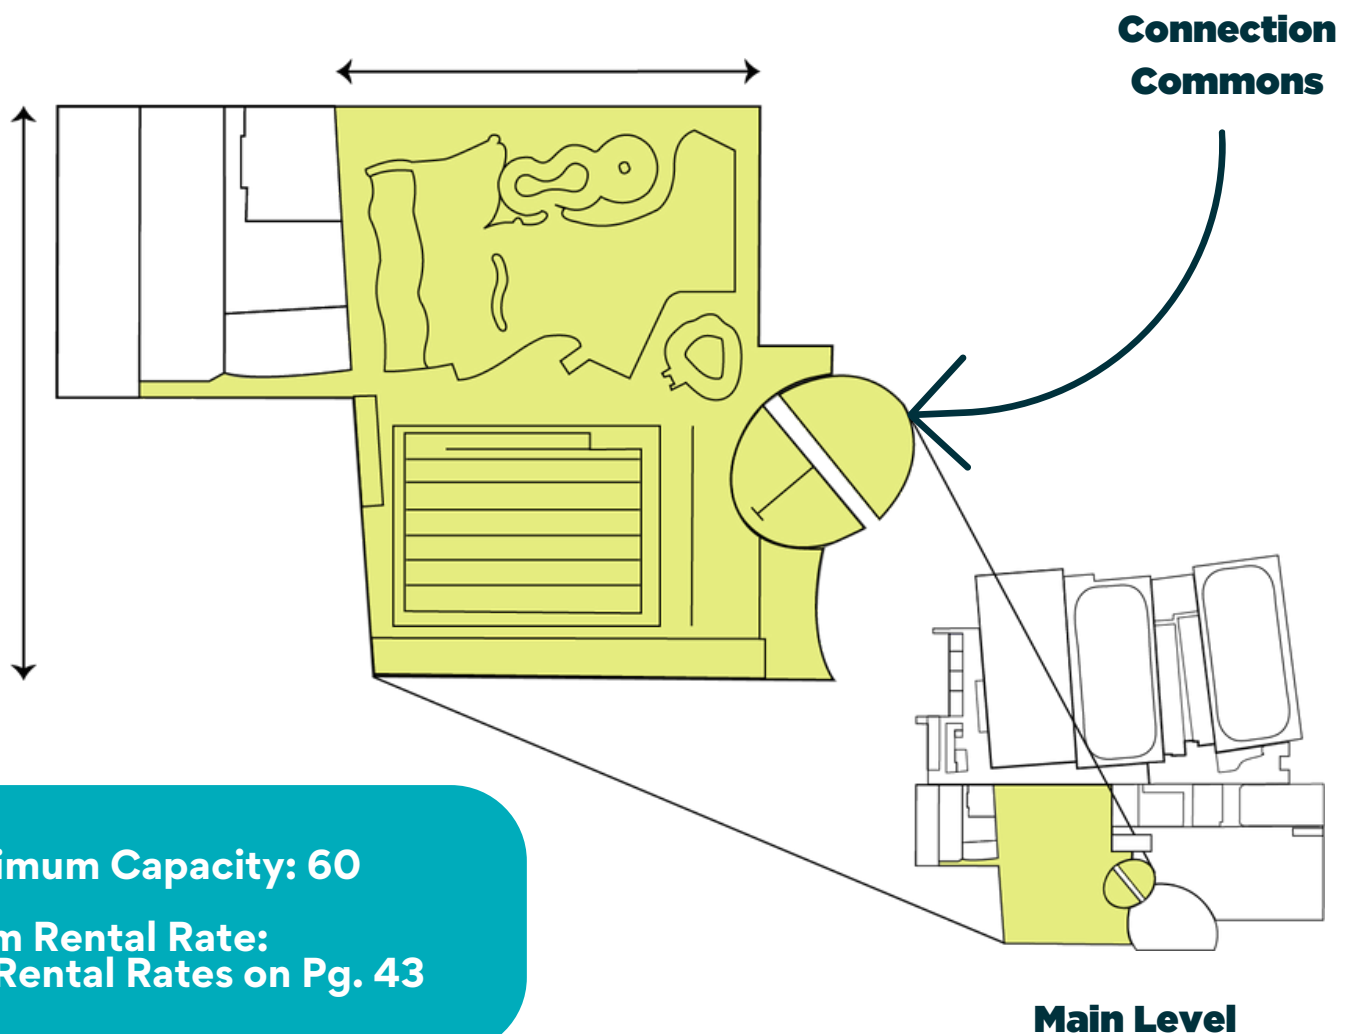 Connection
Commons
imum Capacity: 60
m Rental Rate:
Rental Rates on Pg. 43
Main Level